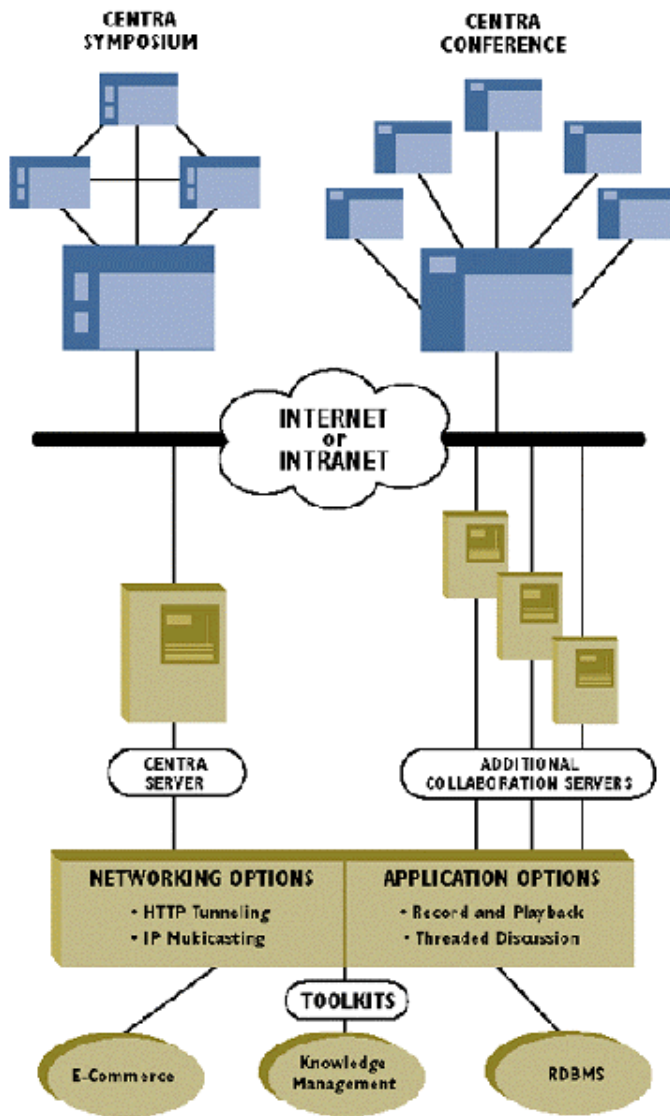 CENTRA
SYMPOSIUM
CENTRA
CONFERENCE
INTERNET
or
INTRANET
CENTRA
SERVER
ADDITIONAL
COLLABORATION SERVERS
NETWORKING OPTIONS
• HTTP Tunneling
• IP Multicasting
APPLICATION OPTIONS
• Record and Playback
• Threaded Discussion
TOOLKITS
E-Commerce
Knowledge
Management
RDBMS